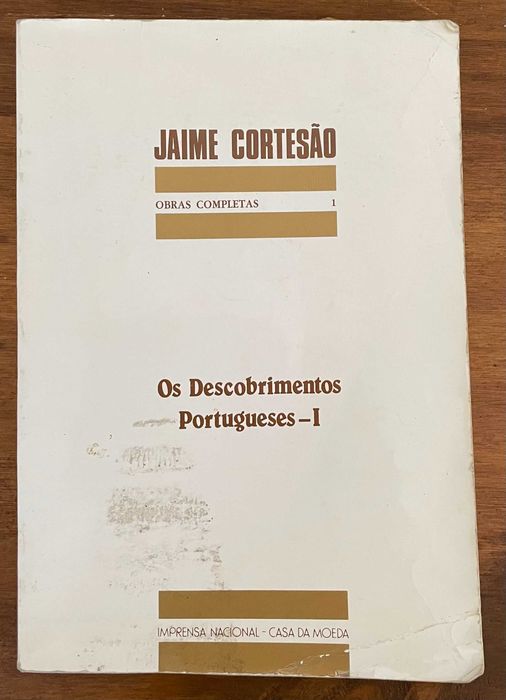 JAIME CORTESÃO
OBRAS COMPLETAS 1
Os Descobrimentos
Portugueses – I
IMPRENSA NACIONAL - CASA DA MOEDA